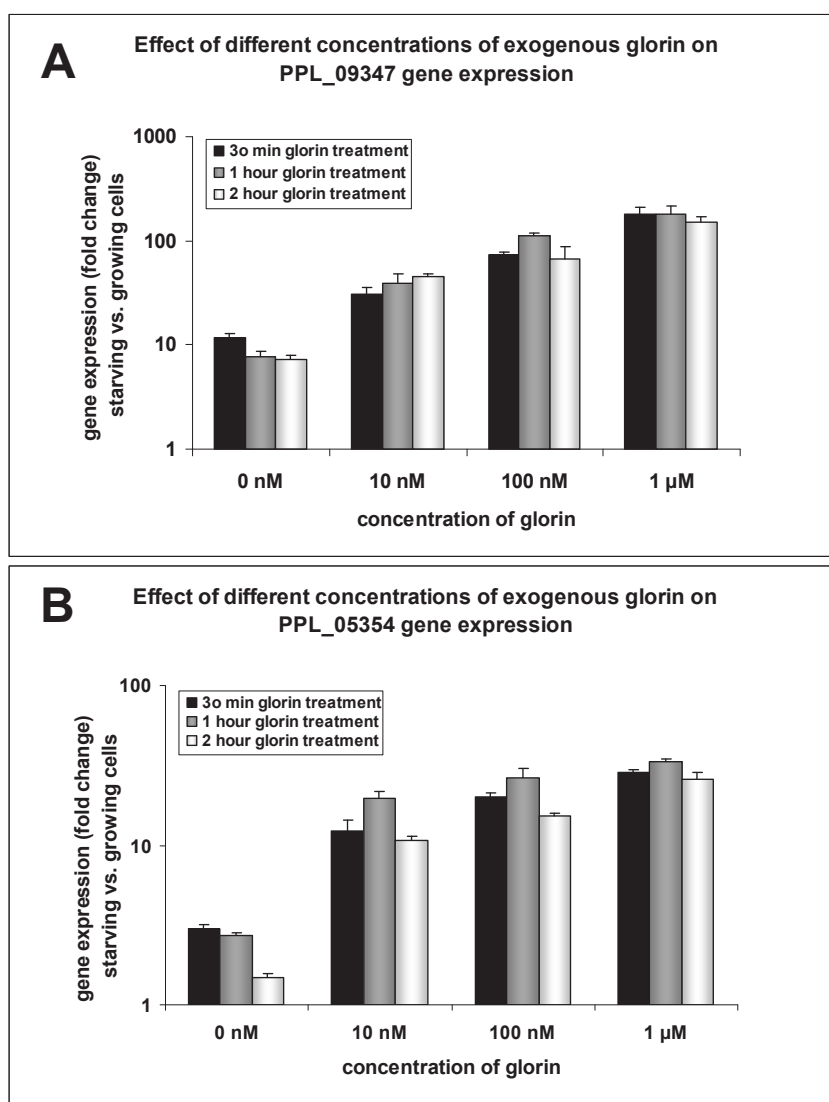 A
Effect of different concentrations of exogenous glorin on
PPL_09347 gene expression
gene expression (fold change)
starving vs. growing cells
1000
100
10
1
3o min glorin treatment
1 hour glorin treatment
2 hour glorin treatment
0 nM 10 nM 100 nM 1 µM
concentration of glorin
B
Effect of different concentrations of exogenous glorin on
PPL_05354 gene expression
gene expression (fold change)
starving vs. growing cells
100
10
1
3o min glorin treatment
1 hour glorin treatment
2 hour glorin treatment
0 nM 10 nM 100 nM 1 µM
concentration of glorin